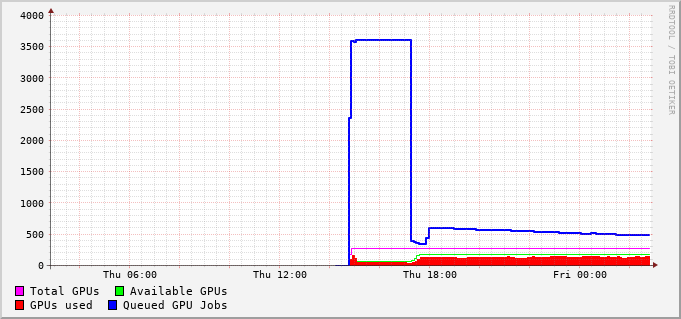 4000
3500
3000
2500
2000
1500
1000
500
0
Thu 06:00 Thu 12:00 Thu 18:00 Fri 00:00
Total GPUs Available GPUs
GPUs used Queued GPU Jobs
RRDTOOL / TOBI OETIKER